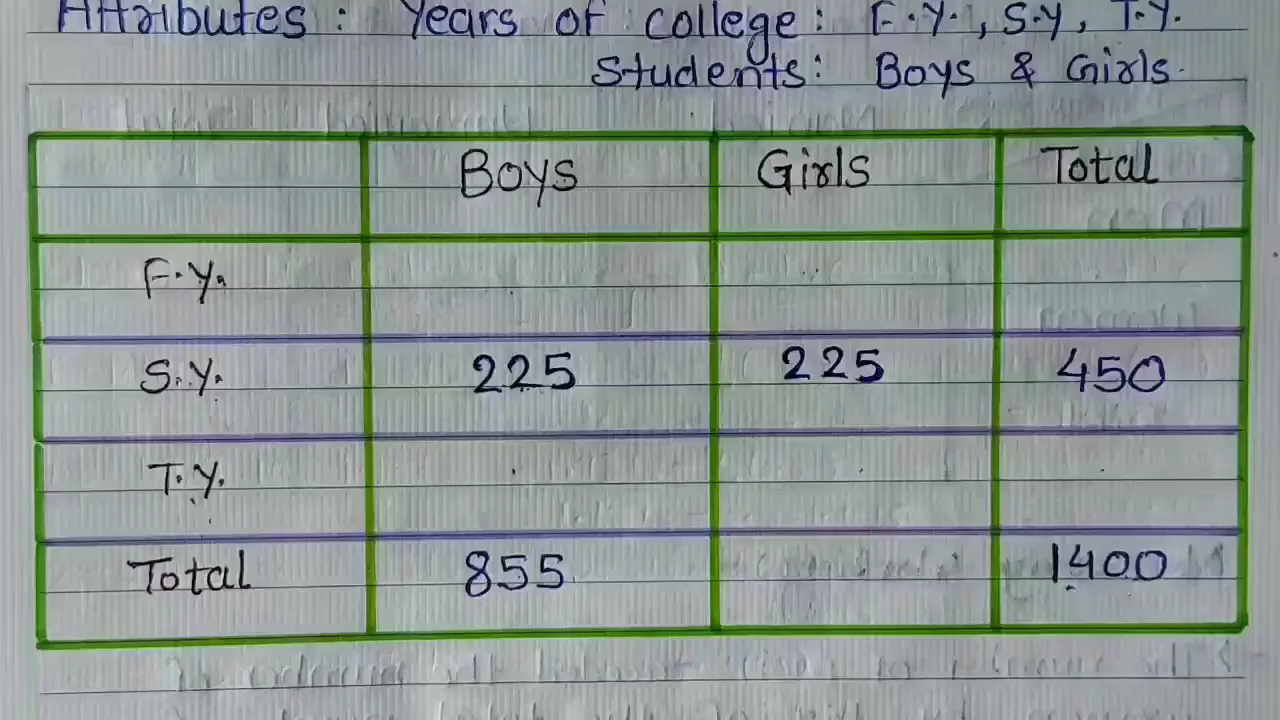 Attributes : Years of college : F.Y., S.Y, T.Y.
Students : Boys & Girls.
Boys Girls Total
F.Y.
S.Y. 225 225 450
T.Y.
Total 855 1400